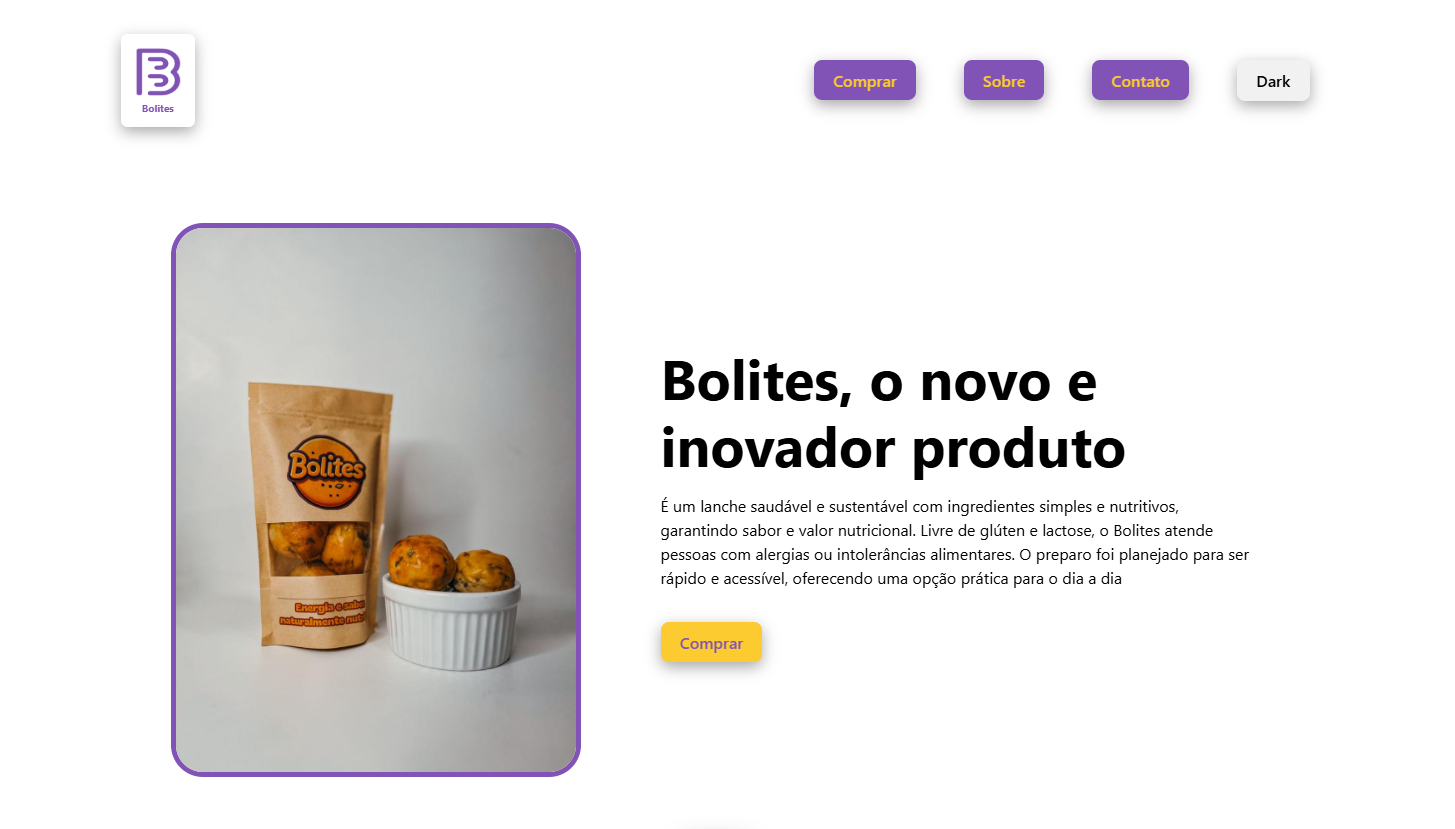 Bolites
Comprar
Sobre
Contato
Dark
Bolites
Energia e sabor
naturalmente
Bolites, o novo e
inovador produto
É um lanche saudável e sustentável com ingredientes simples e nutritivos,
garantindo sabor e valor nutricional. Livre de glúten e lactose, o Bolites atende
pessoas com alergias ou intolerâncias alimentares. O preparo foi planejado para ser
rápido e acessível, oferecendo uma opção prática para o dia a dia
Comprar